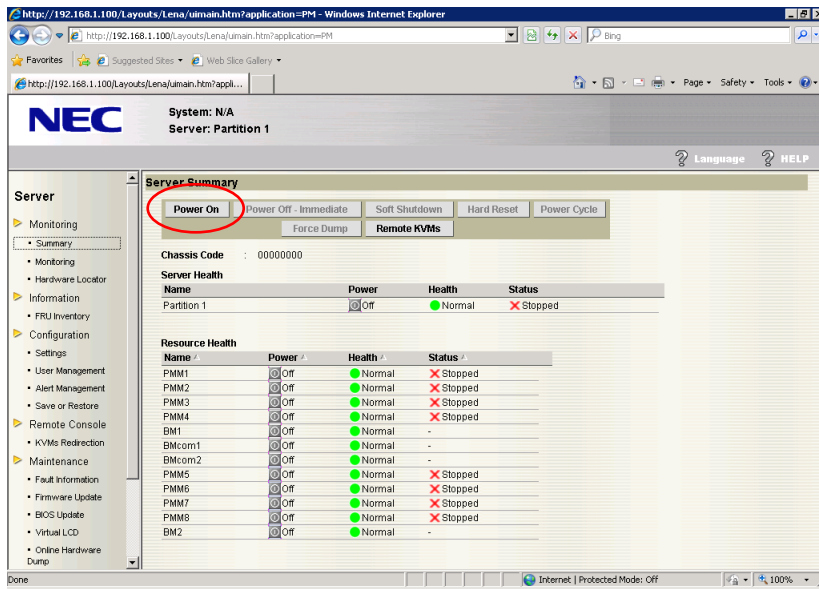 http://192.168.1.100/Layouts/Lena/uimain.htm?application=PM - Windows Internet Explorer
http://192.168.1.100/Layouts/Lena/uimain.htm?application=PM
Bing
Favorites Suggested Sites Web Slice Gallery
http://192.168.1.100/Layouts/Lena/uimain.htm?appli...
Page Safety Tools
NEC
System: N/A
Server: Partition 1
Language HELP
Server
Monitoring
Summary
Monitoring
Hardware Locator
Information
FRU Inventory
Configuration
Settings
User Management
Alert Management
Save or Restore
Remote Console
KVMs Redirection
Maintenance
Fault Information
Firmware Update
BIOS Update
Virtual LCD
Online Hardware
Dump
Server Summary
Power On Power Off - Immediate Soft Shutdown Hard Reset Power Cycle
Force Dump Remote KVMs
Chassis Code : 00000000
Server Health
Name Power Health Status
Partition 1 Off Normal Stopped
Resource Health
Name Power Health Status
PMM1 Off Normal Stopped
PMM2 Off Normal Stopped
PMM3 Off Normal Stopped
PMM4 Off Normal Stopped
BM1 Off Normal -
BMcom1 Off Normal -
BMcom2 Off Normal -
PMM5 Off Normal Stopped
PMM6 Off Normal Stopped
PMM7 Off Normal Stopped
PMM8 Off Normal Stopped
BM2 Off Normal -
Done
Internet | Protected Mode: Off
100%